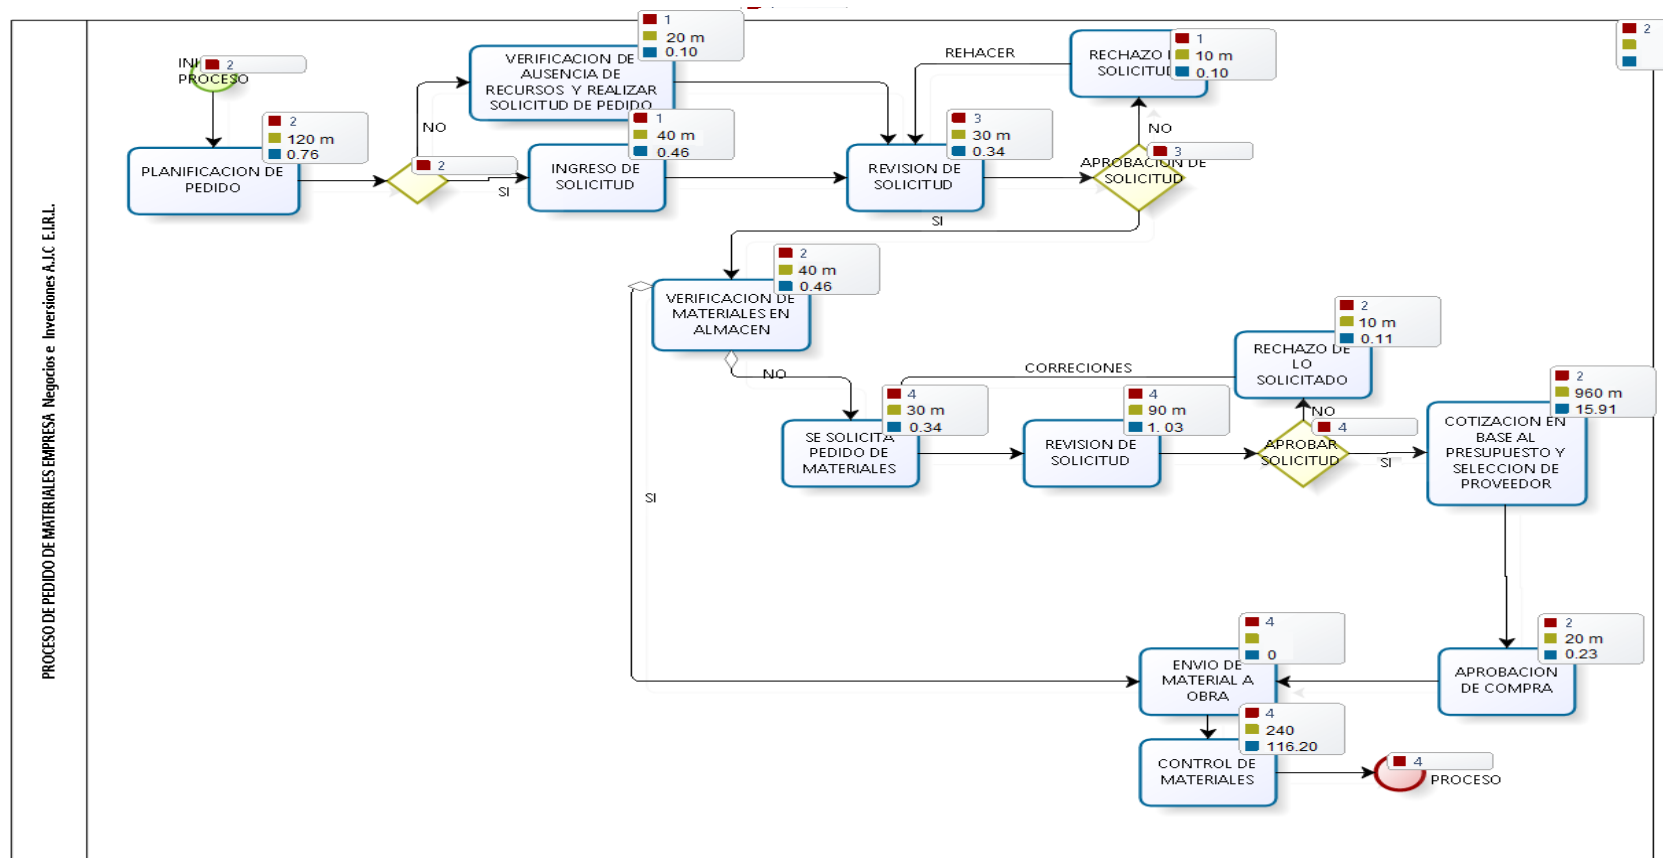 PROCESO DE PEDIDO DE MATERIALES EMPRESA Negocios e Inversiones A.J.C E.I.R.L.
INI
PROCESO
2
PLANIFICACION DE
PEDIDO
2
120 m
0.76
2
NO
SI
VERIFICACION DE
AUSENCIA DE
RECURSOS Y REALIZAR
SOLICITUD DE PEDIDO
1
20 m
0.10
INGRESO DE
SOLICITUD
1
40 m
0.46
REVISION DE
SOLICITUD
3
30 m
0.34
REHACER
RECHAZO
SOLICITUD
1
10 m
0.10
NO
APROBACION DE
SOLICITUD
3
SI
2
VERIFICACION DE
MATERIALES EN
ALMACEN
2
40 m
0.46
NO
SI
SE SOLICITA
PEDIDO DE
MATERIALES
4
30 m
0.34
CORRECIONES
REVISION DE
SOLICITUD
4
90 m
1. 03
RECHAZO DE
LO
SOLICITADO
2
10 m
0.11
NO
APROBAR
SOLICITUD
4
SI
COTIZACION EN
BASE AL
PRESUPUESTO Y
SELECCION DE
PROVEEDOR
2
960 m
15.91
APROBACION
DE COMPRA
2
20 m
0.23
ENVIO DE
MATERIAL A
OBRA
4
0
CONTROL DE
MATERIALES
4
240
116.20
4
PROCESO